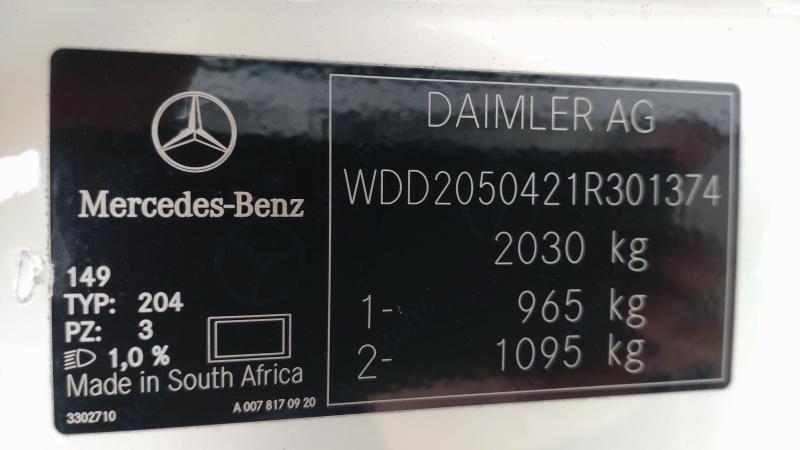 Mercedes-Benz
149
TYP: 204
PZ: 3
1,0 %
Made in South Africa
3302710
A 007 817 09 20
DAIMLER AG
WDD2050421R301374
2030 kg
1- 965 kg
2- 1095 kg